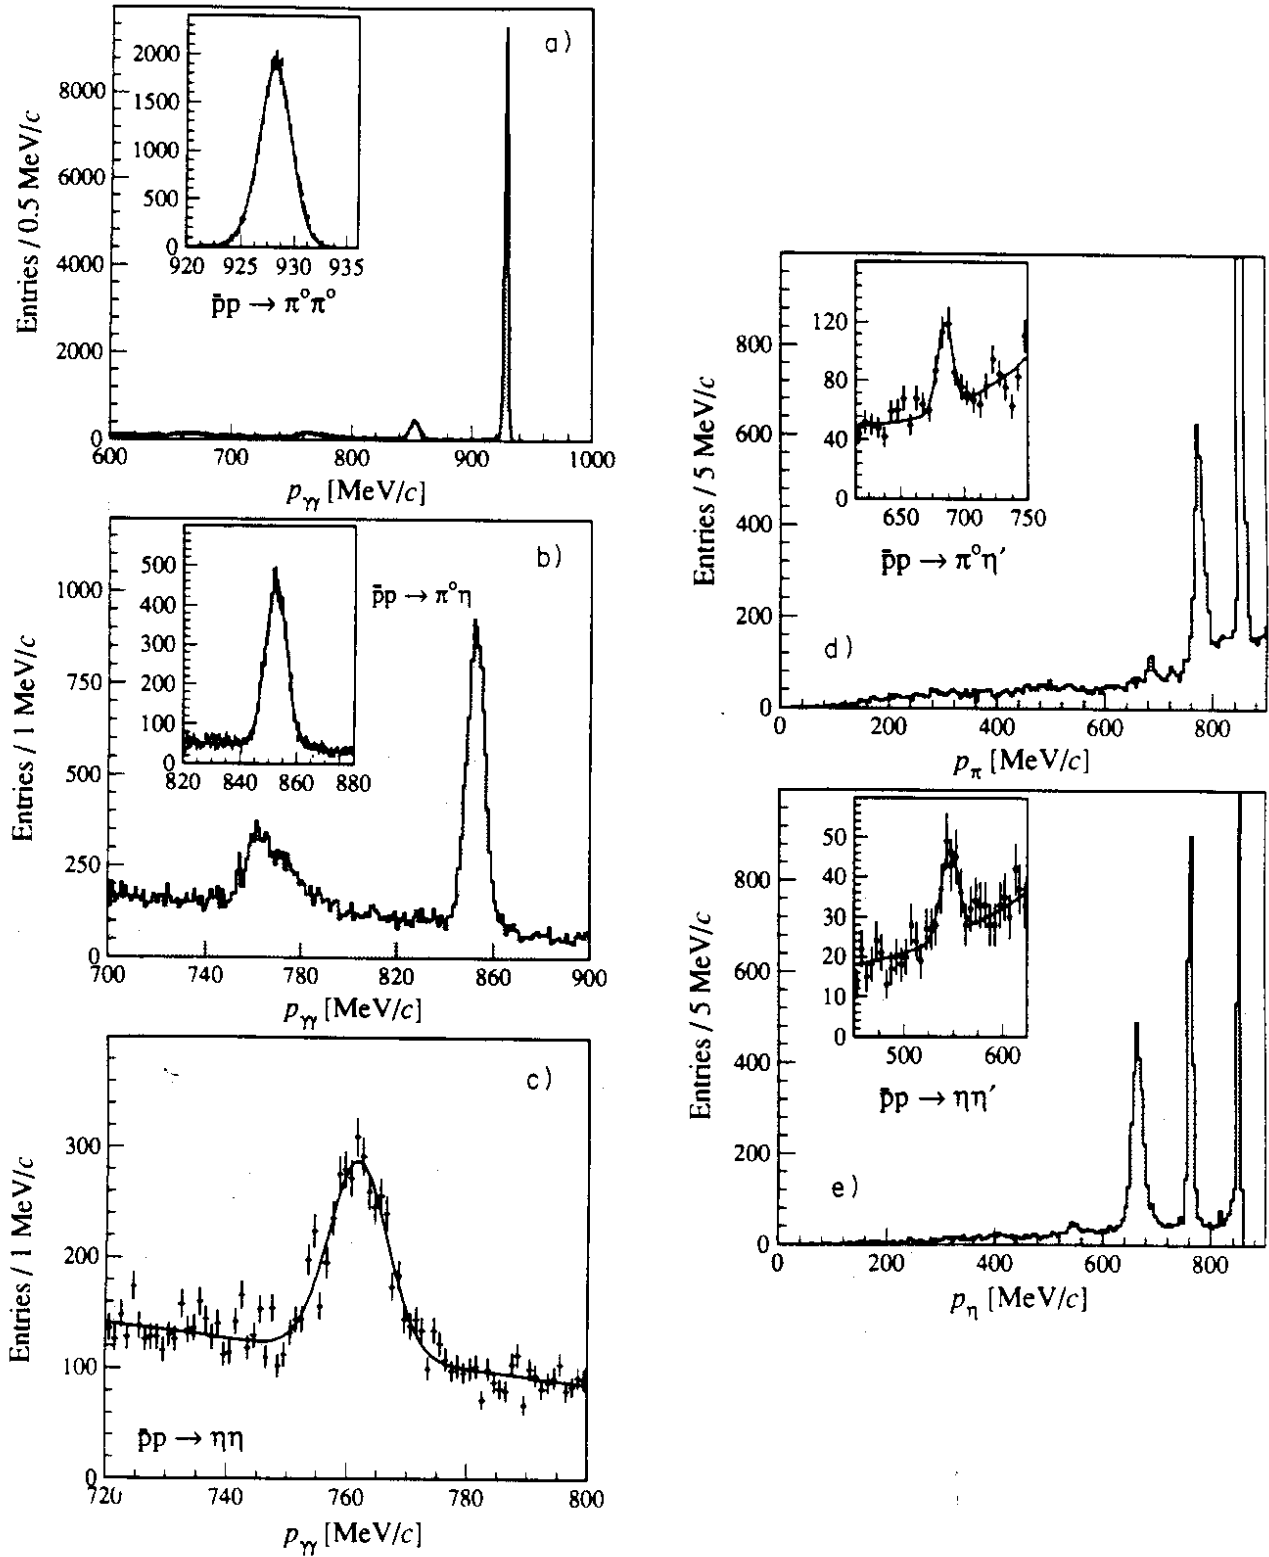 a)
Entries / 0.5 MeV/c
8000
6000
4000
2000
0
2000
1500
1000
500
0
920 925 930 935
p̄p → π°π°
600 700 800 900 1000
pγγ [MeV/c]
b)
Entries / 1 MeV/c
1000
750
500
250
0
500
400
300
200
100
0
820 840 860 880
p̄p → π°η
700 740 780 820 860 900
pγγ [MeV/c]
c)
Entries / 1 MeV/c
300
200
100
0
p̄p → ηη
720 740 760 780 800
pγγ [MeV/c]
d)
Entries / 5 MeV/c
800
600
400
200
0
120
80
40
0
650 700 750
p̄p → π°η′
0 200 400 600 800
pπ [MeV/c]
e)
Entries / 5 MeV/c
800
600
400
200
0
50
40
30
20
10
0
500 600
p̄p → ηη′
0 200 400 600 800
pη [MeV/c]